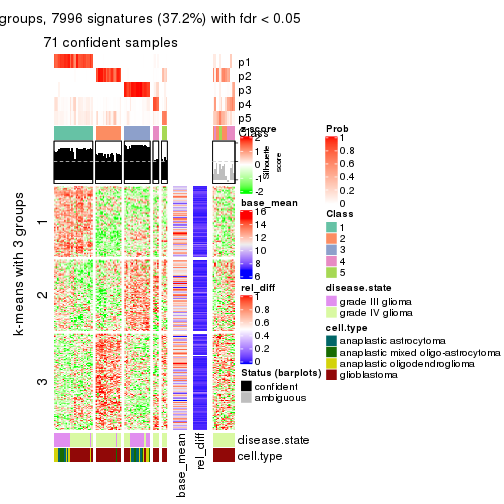 groups, 7996 signatures (37.2%) with fdr < 0.05
71 confident samples
p1
p2
p3
p4
p5
Class
Silhouette
score
z-score
2
1
0
-1
-2
base_mean
16
14
12
10
8
6
rel_diff
1
0.8
0.6
0.4
0.2
0
Status (barplots)
confident
ambiguous
Prob
1
0.8
0.6
0.4
0.2
0
Class
1
2
3
4
5
disease.state
grade III glioma
grade IV glioma
cell.type
anaplastic astrocytoma
anaplastic mixed oligo-astrocytoma
anaplastic oligodendroglioma
glioblastoma
k-means with 3 groups
1
2
3
base_mean
rel_diff
disease.state
cell.type